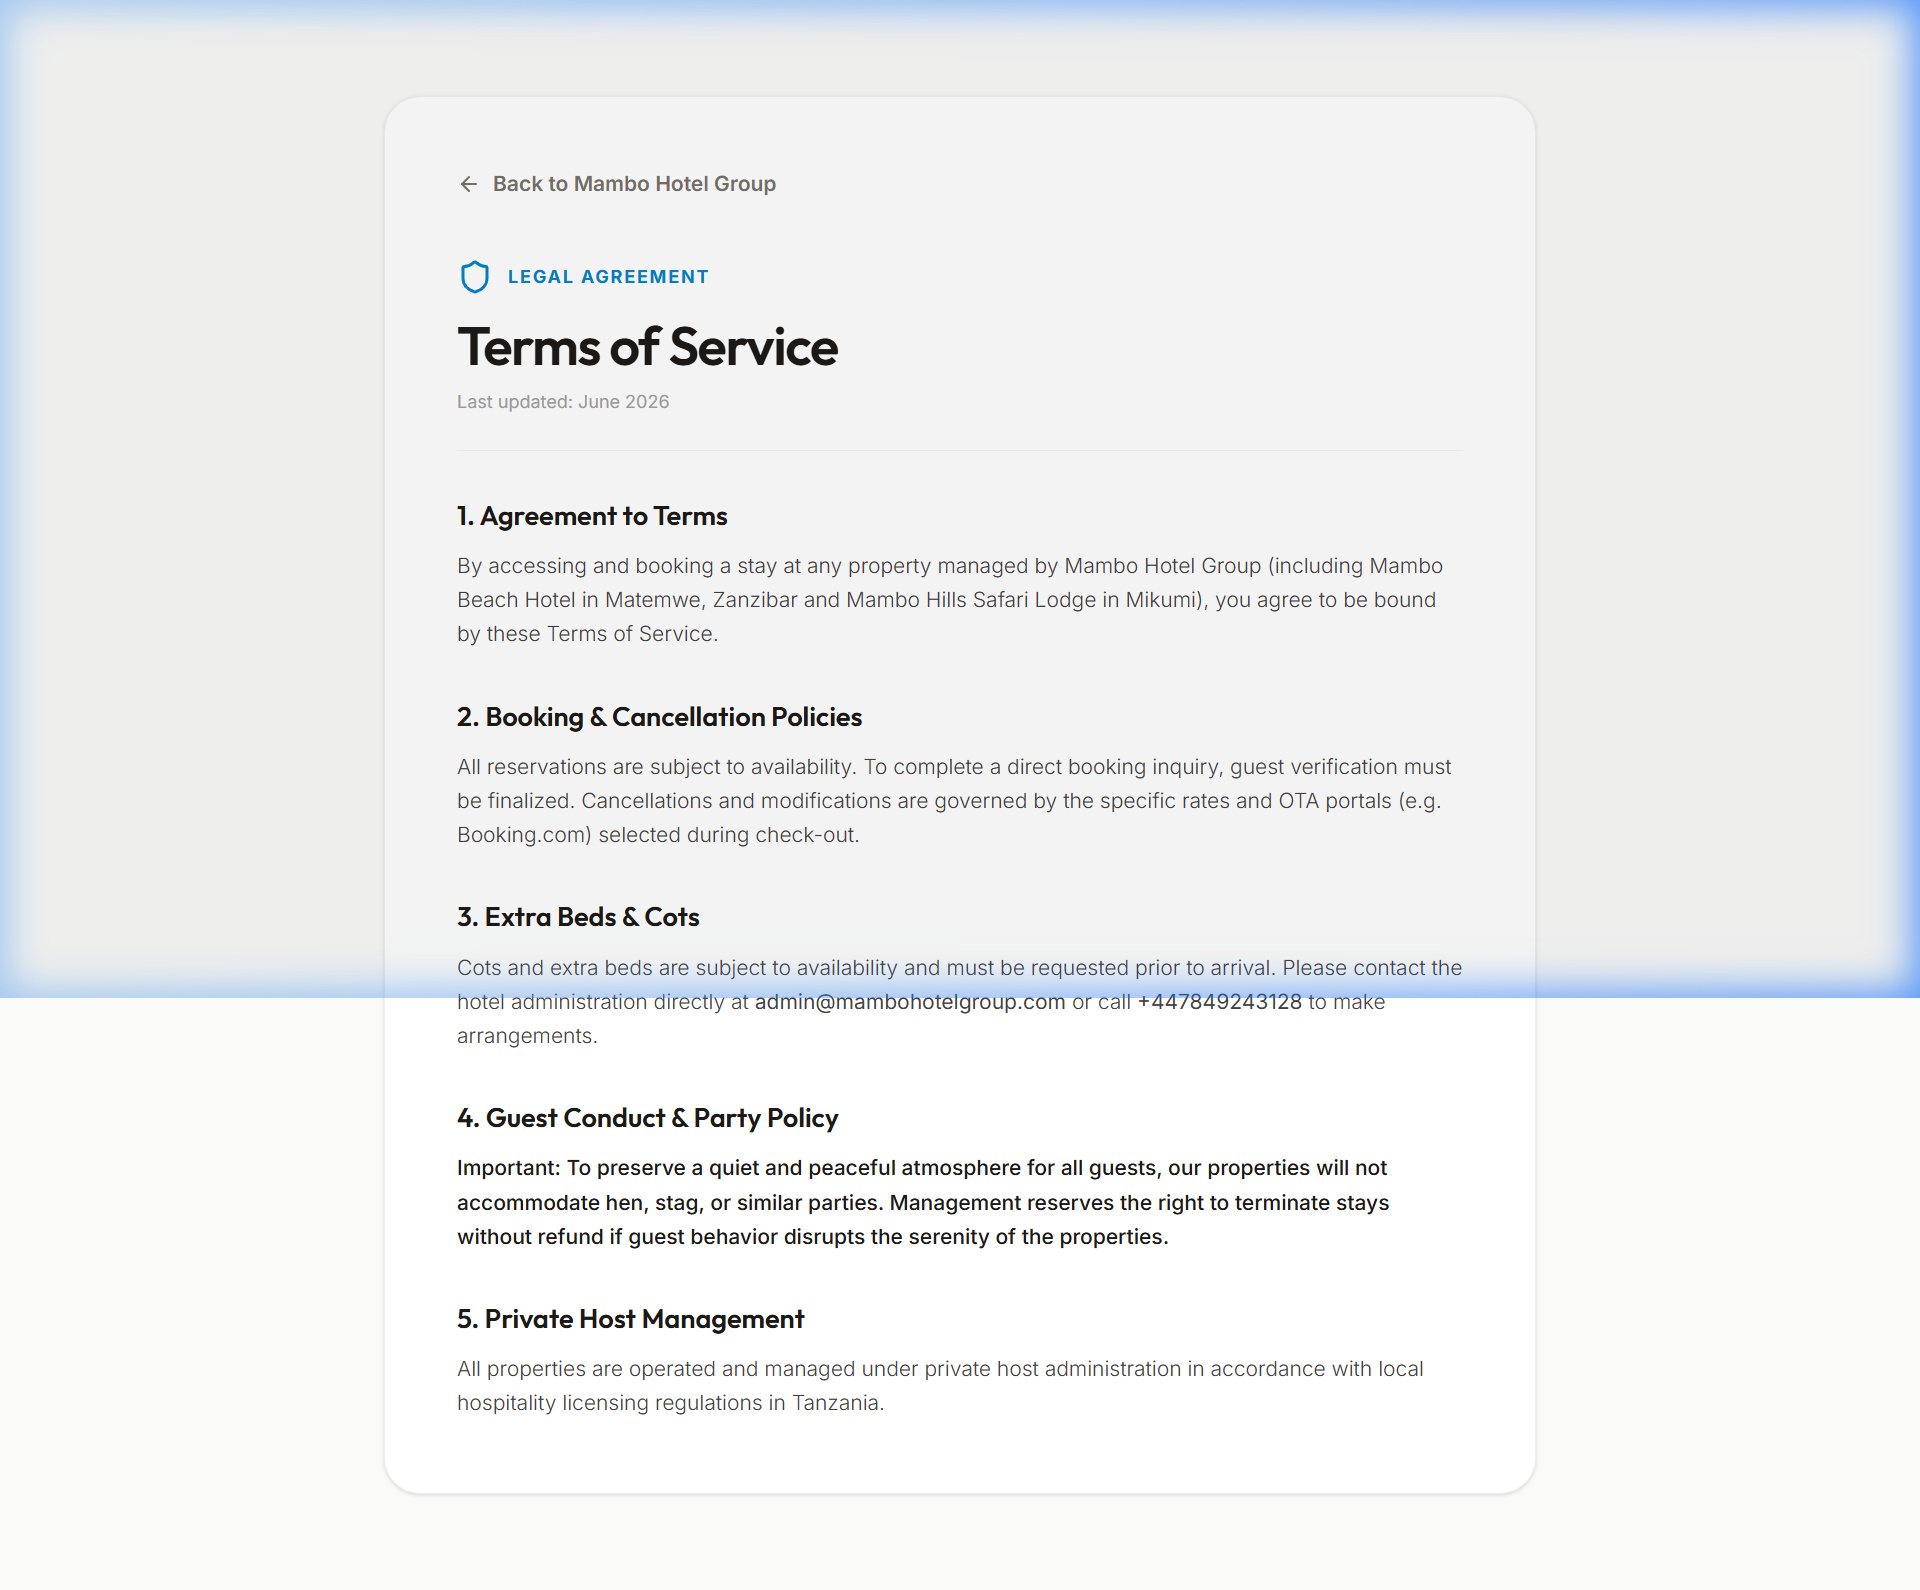 Back to Mambo Hotel Group
LEGAL AGREEMENT
Terms of Service
Last updated: June 2026
1. Agreement to Terms
By accessing and booking a stay at any property managed by Mambo Hotel Group (including Mambo
Beach Hotel in Matemwe, Zanzibar and Mambo Hills Safari Lodge in Mikumi), you agree to be bound
by these Terms of Service.
2. Booking & Cancellation Policies
All reservations are subject to availability. To complete a direct booking inquiry, guest verification must
be finalized. Cancellations and modifications are governed by the specific rates and OTA portals (e.g.
Booking.com) selected during check-out.
3. Extra Beds & Cots
Cots and extra beds are subject to availability and must be requested prior to arrival. Please contact the
hotel administration directly at admin@mambohotelgroup.com or call +447849243128 to make
arrangements.
4. Guest Conduct & Party Policy
Important: To preserve a quiet and peaceful atmosphere for all guests, our properties will not
accommodate hen, stag, or similar parties. Management reserves the right to terminate stays
without refund if guest behavior disrupts the serenity of the properties.
5. Private Host Management
All properties are operated and managed under private host administration in accordance with local
hospitality licensing regulations in Tanzania.